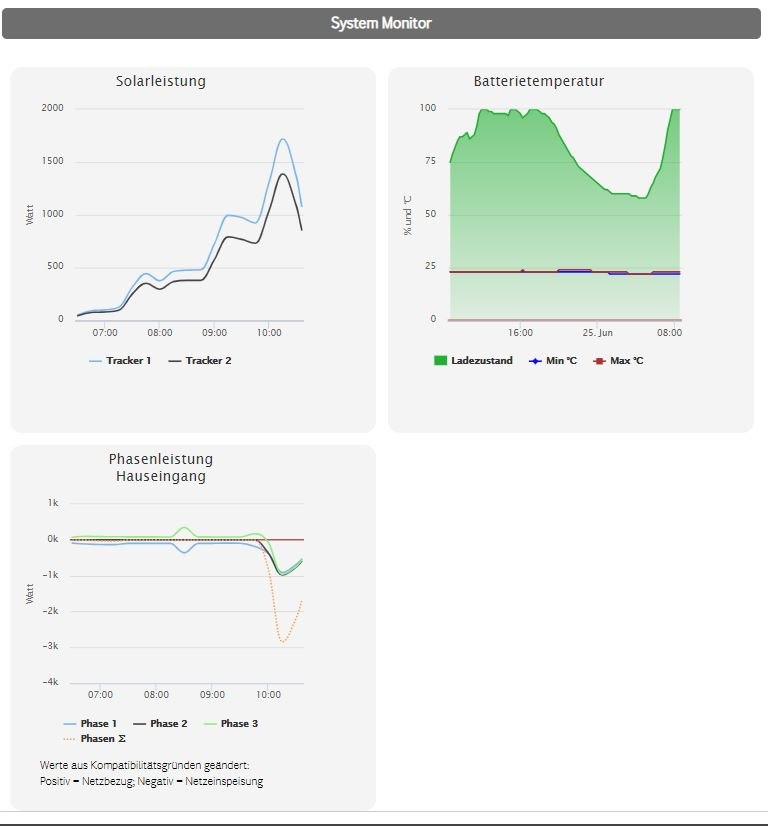 System Monitor
Solarleistung
2000
1500
1000
500
0
Watt
07:00 08:00 09:00 10:00
Tracker 1 Tracker 2
Batterietemperatur
100
75
50
25
0
% und °C
16:00 25. Jun 08:00
Ladezustand Min °C Max °C
Phasenleistung
Hauseingang
1k
0k
-1k
-2k
-3k
-4k
Watt
07:00 08:00 09:00 10:00
Phase 1 Phase 2 Phase 3
Phasen Σ
Werte aus Kompatibilitätsgründen geändert:
Positiv = Netzbezug; Negativ = Netzeinspeisung